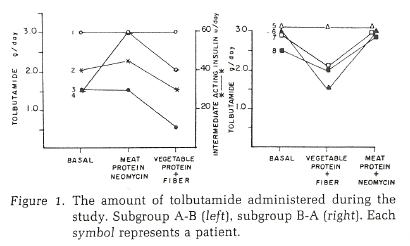 TOLBUTAMIDE g/day
3.0
2.0
1.0
1
2
3
4
BASAL
MEAT PROTEIN NEOMYCIN
VEGETABLE PROTEIN + FIBER
60
40
20
INTERMEDIATE ACTING INSULIN u/day
TOLBUTAMIDE g/day
3.0
2.0
1.0
5
6
7
8
BASAL
VEGETABLE PROTEIN + FIBER
MEAT PROTEIN + NEOMYCIN
Figure 1. The amount of tolbutamide administered during the
study. Subgroup A-B (left), subgroup B-A (right). Each
symbol represents a patient.